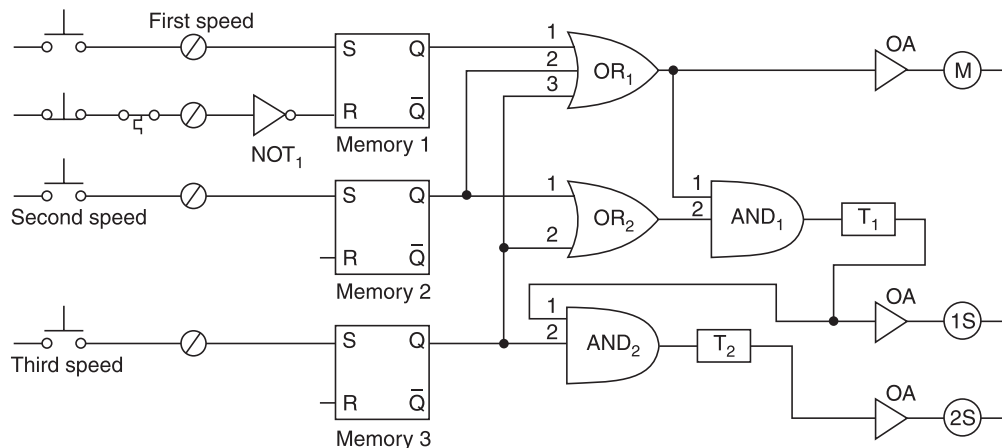 First speed
S Q
R Q̅
Memory 1
NOT₁
1
2
3
OR₁
OA
M
Second speed
S Q
R Q̅
Memory 2
1
2
OR₂
1
2
AND₁
T₁
Third speed
S Q
R Q̅
Memory 3
1
2
AND₂
T₂
OA
1S
OA
2S